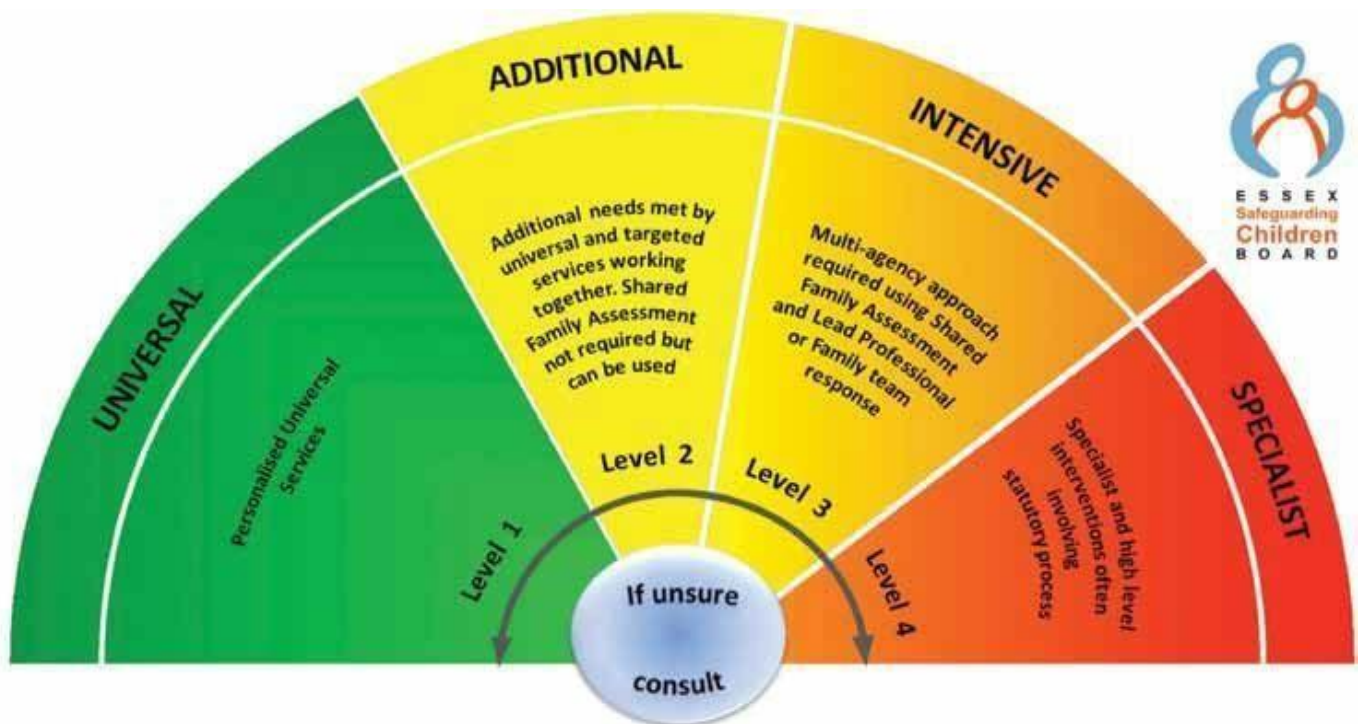 UNIVERSAL
Personalised Universal
Services
Level 1
ADDITIONAL
Additional needs met by
universal and targeted
services working
together. Shared
Family Assessment
not required but
can be used
Level 2
INTENSIVE
Multi-agency approach
required using Shared
Family Assessment
and Lead Professional
or Family team
response
Level 3
SPECIALIST
Specialist and high level
interventions often
involving
statutory process
Level 4
If unsure
consult
ESSEX
Safeguarding
Children
BOARD